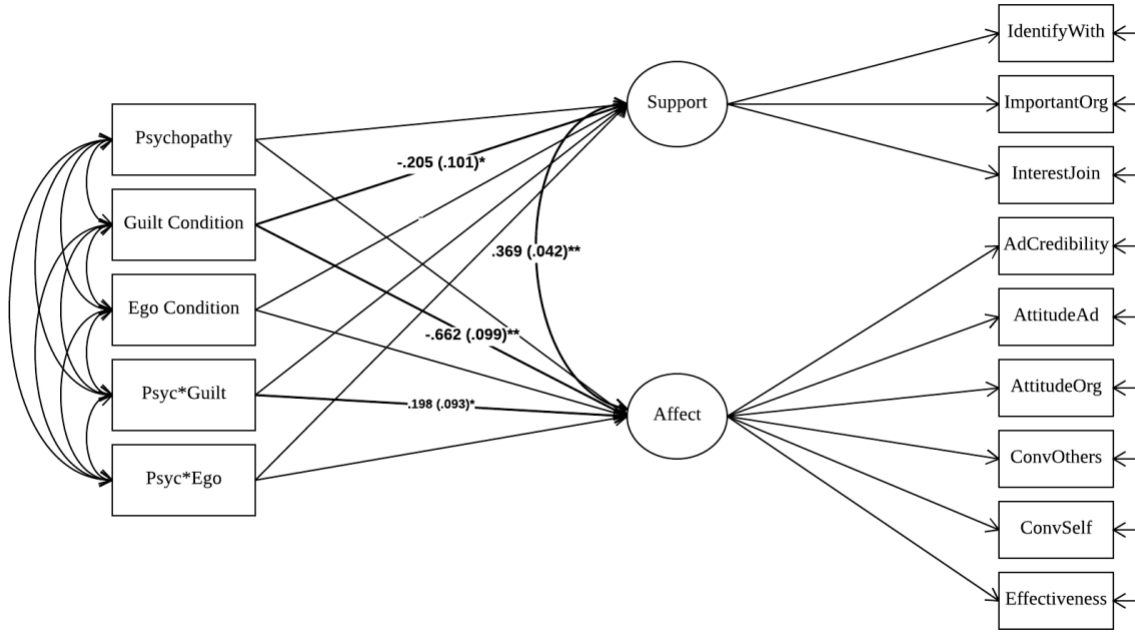 Psychopathy
Guilt Condition
Ego Condition
Psyc*Guilt
Psyc*Ego
-.205 (.101)*
.369 (.042)**
-.662 (.099)**
.198 (.093)*
Support
Affect
IdentifyWith
ImportantOrg
InterestJoin
AdCredibility
AttitudeAd
AttitudeOrg
ConvOthers
ConvSelf
Effectiveness